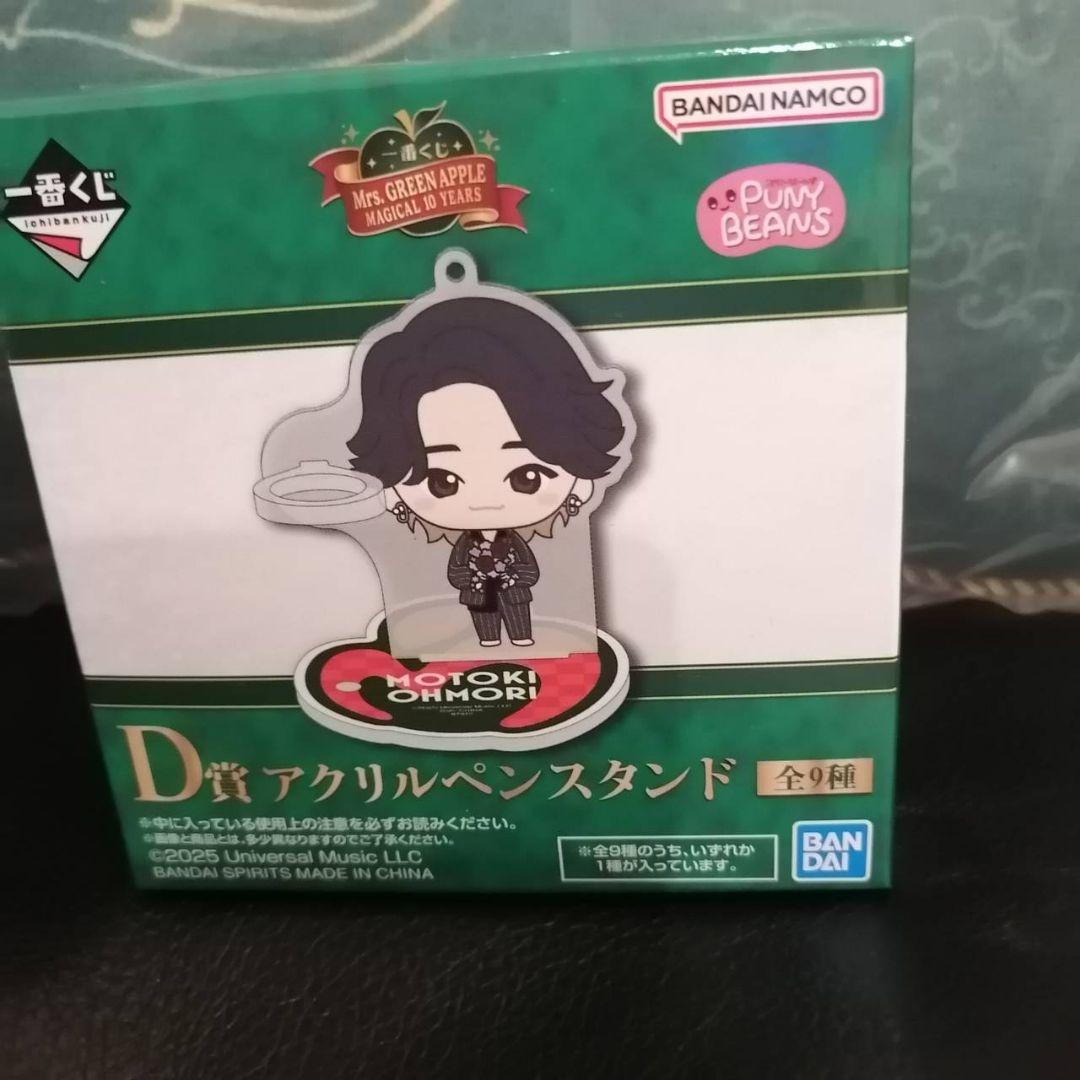 一番くじ
ichibankuji
一番くじ
Mrs. GREEN APPLE
MAGICAL 10 YEARS
BANDAI NAMCO
PUNY
BEANS
MOTOKI
OHMORI
D賞 アクリルペンスタンド 全9種
※中に入っている使用上の注意を必ずお読みください。
※画像と商品とは、多少異なりますのでご了承ください。
©2025 Universal Music LLC
BANDAI SPIRITS MADE IN CHINA
※全9種のうち、いずれか
1種が入っています。
BAN
DAI